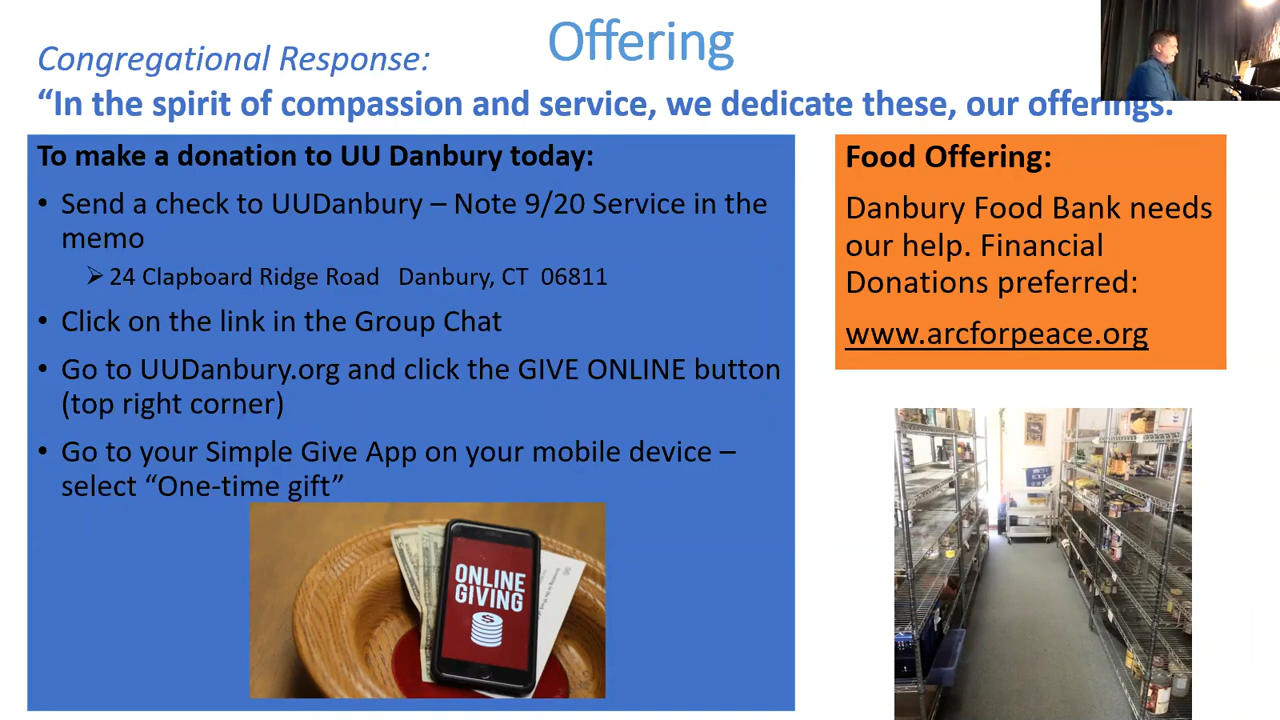 Offering
Congregational Response:
“In the spirit of compassion and service, we dedicate these, our offerings.
To make a donation to UU Danbury today:
• Send a check to UUDanbury – Note 9/20 Service in the
memo
➢ 24 Clapboard Ridge Road Danbury, CT 06811
• Click on the link in the Group Chat
• Go to UUDanbury.org and click the GIVE ONLINE button
(top right corner)
• Go to your Simple Give App on your mobile device –
select “One-time gift”
ONLINE
GIVING
Food Offering:
Danbury Food Bank needs
our help. Financial
Donations preferred:
www.arcforpeace.org